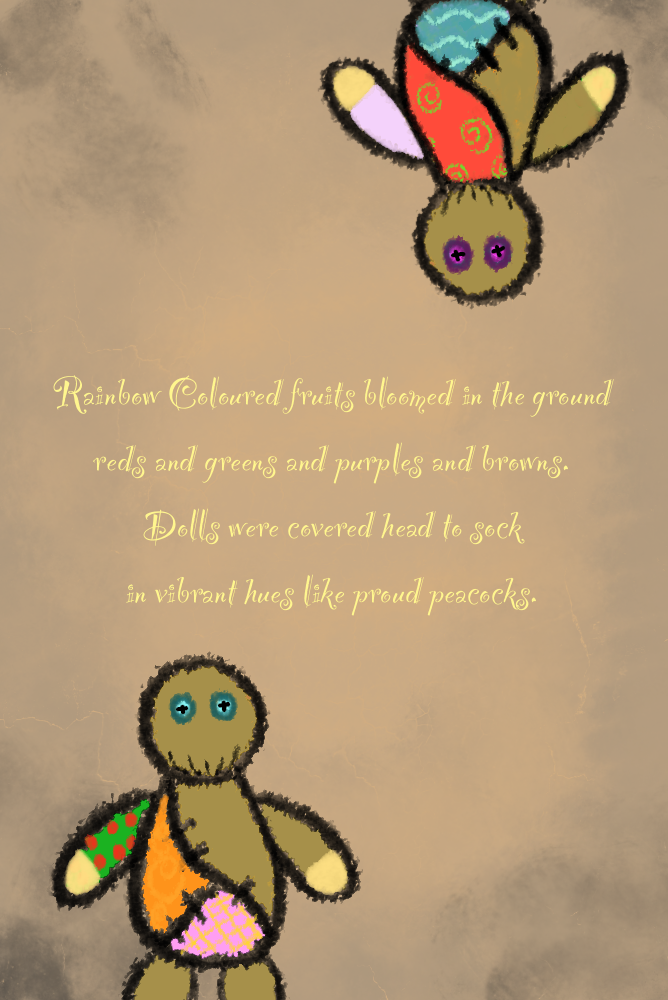 Rainbow Coloured fruits bloomed in the ground
reds and greens and purples and browns.
Dolls were covered head to sock
in vibrant hues like proud peacocks.